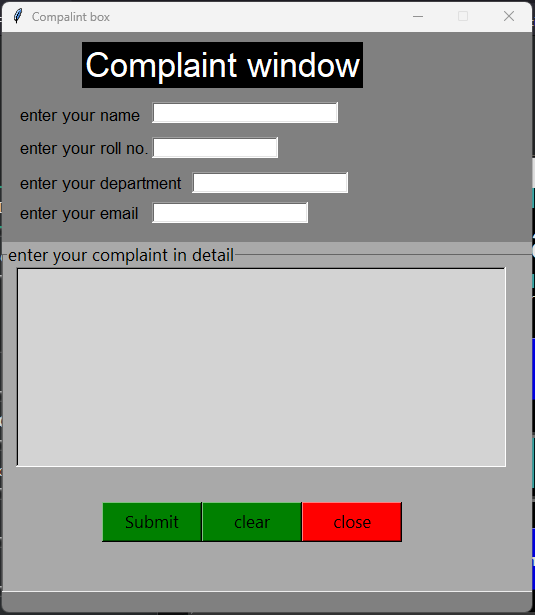 Compalint box
Complaint window
enter your name
enter your roll no.
enter your department
enter your email
enter your complaint in detail
Submit clear close